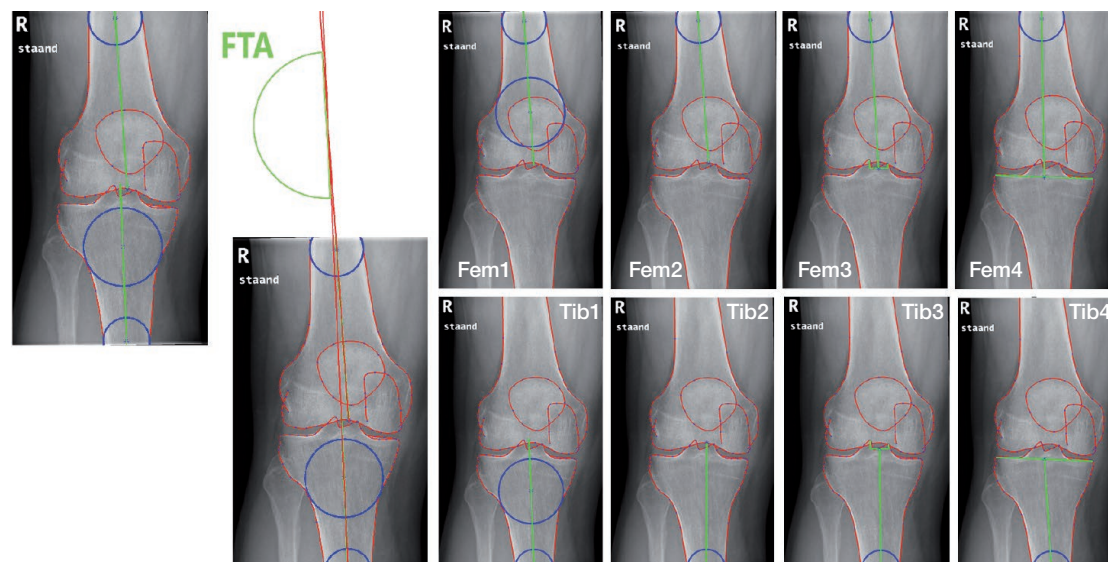 R
staand
FTA
R
staand
R
staand
Fem1
R
staand
Fem2
R
staand
Fem3
R
staand
Fem4
R
staand
Tib1
R
staand
Tib2
R
staand
Tib3
R
staand
Tib4